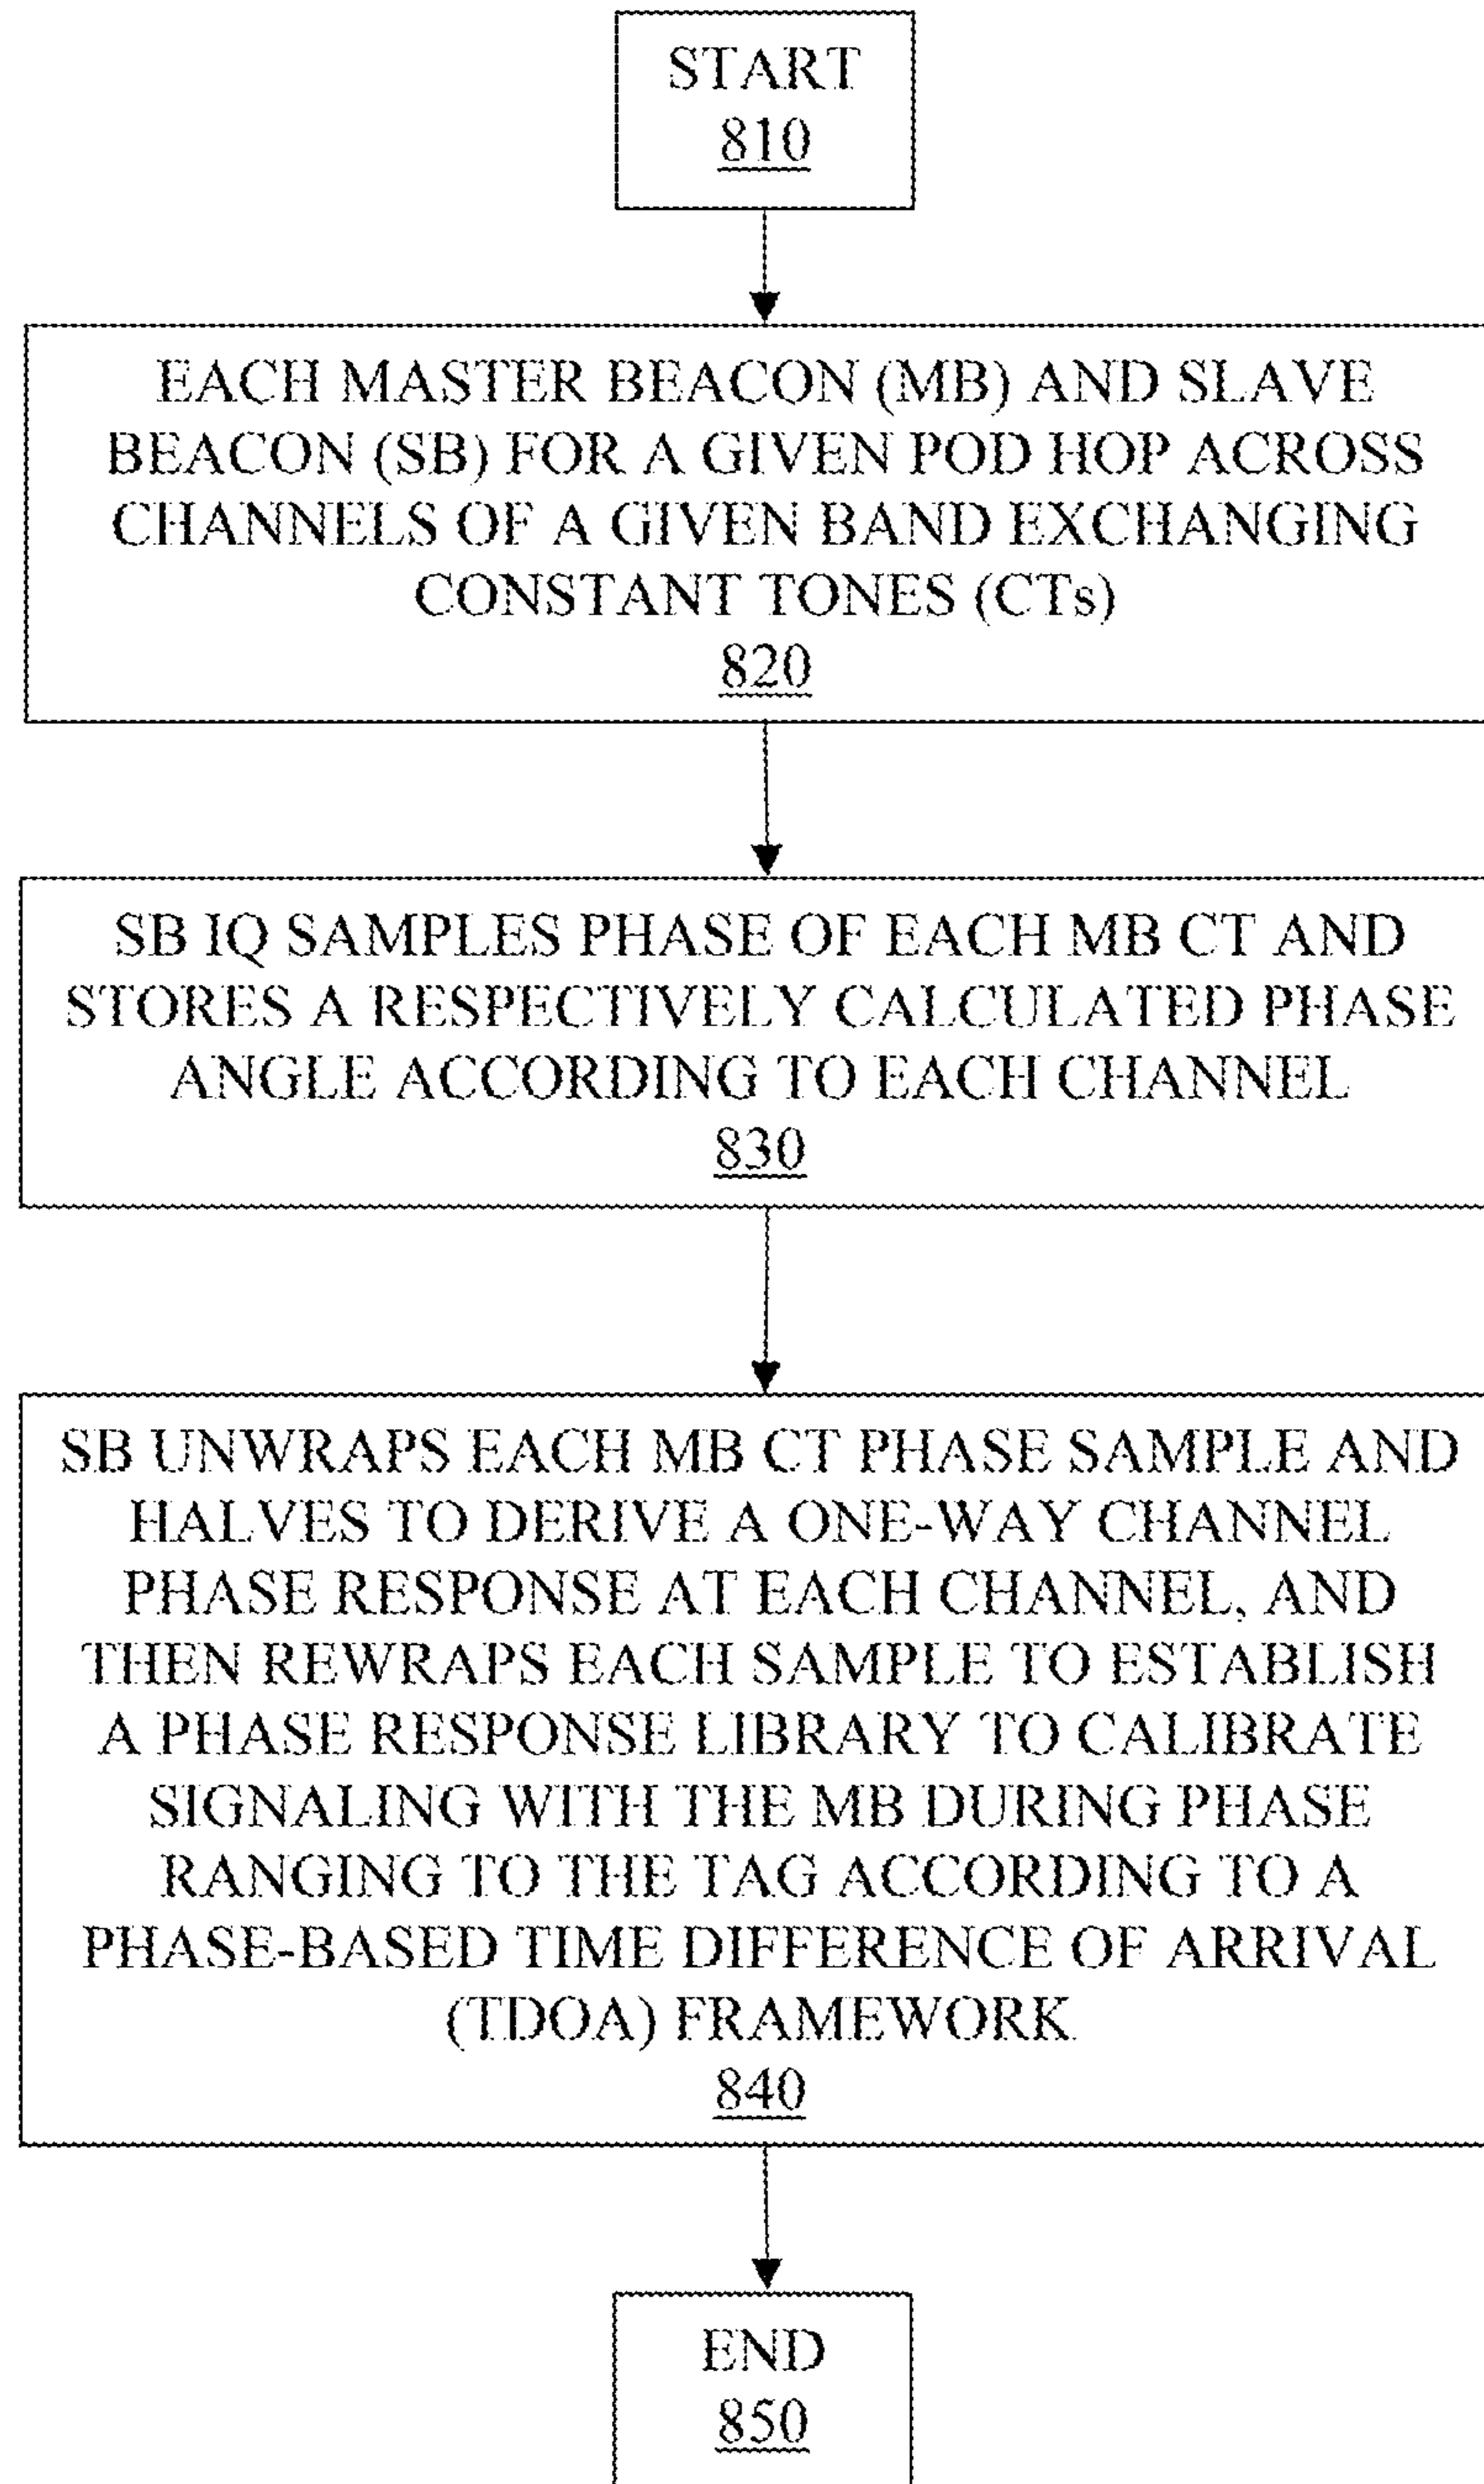 START
810
EACH MASTER BEACON (MB) AND SLAVE
BEACON (SB) FOR A GIVEN POD HOP ACROSS
CHANNELS OF A GIVEN BAND EXCHANGING
CONSTANT TONES (CTs)
820
SB IQ SAMPLES PHASE OF EACH MB CT AND
STORES A RESPECTIVELY CALCULATED PHASE
ANGLE ACCORDING TO EACH CHANNEL
830
SB UNWRAPS EACH MB CT PHASE SAMPLE AND
HALVES TO DERIVE A ONE-WAY CHANNEL
PHASE RESPONSE AT EACH CHANNEL, AND
THEN REWRAPS EACH SAMPLE TO ESTABLISH
A PHASE RESPONSE LIBRARY TO CALIBRATE
SIGNALING WITH THE MB DURING PHASE
RANGING TO THE TAG ACCORDING TO A
PHASE-BASED TIME DIFFERENCE OF ARRIVAL
(TDOA) FRAMEWORK
840
END
850